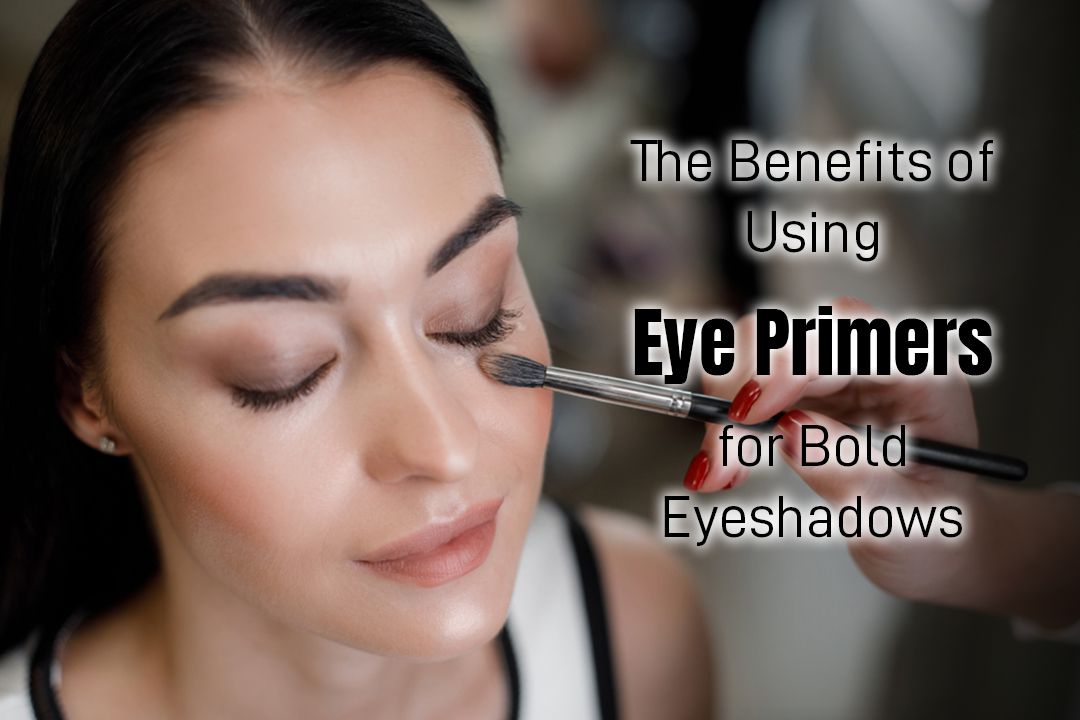 The Benefits of
Using
Eye Primers
for Bold
Eyeshadows